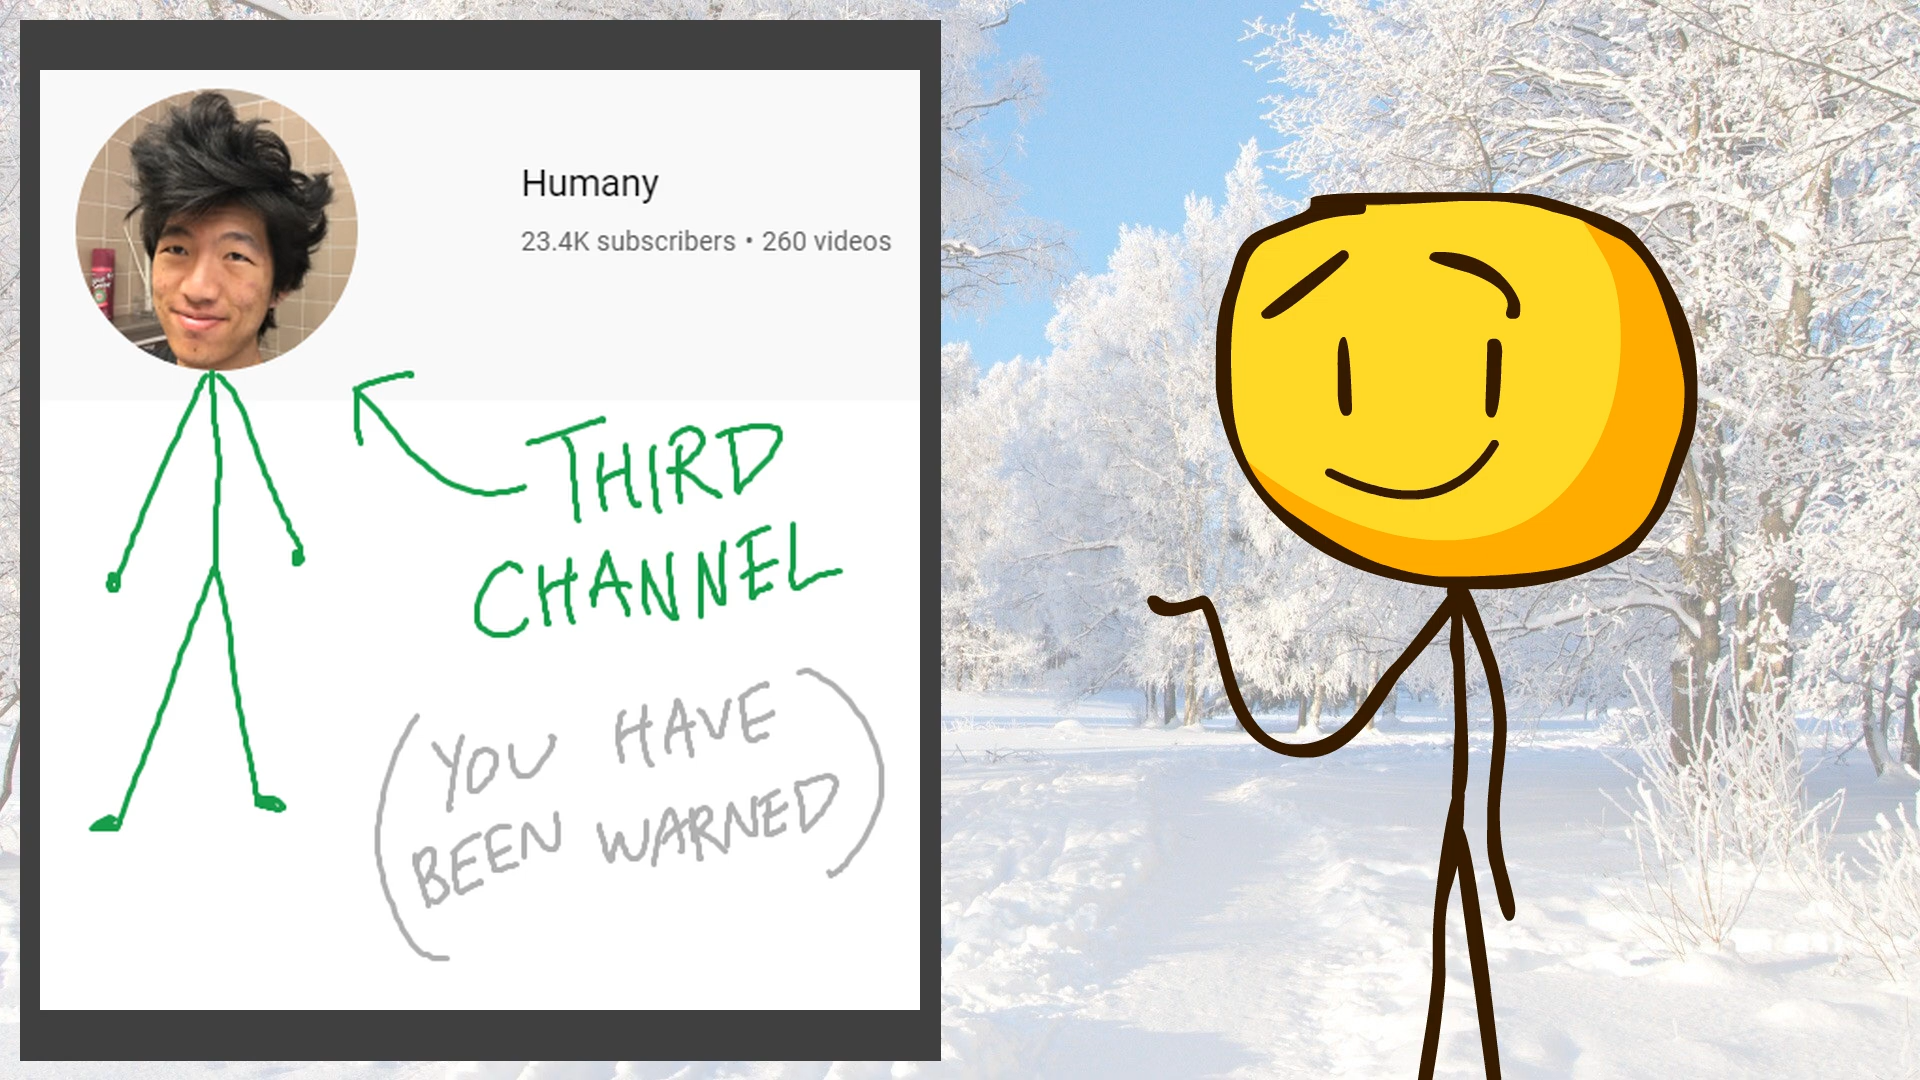 Humany
23.4K subscribers • 260 videos
THIRD
CHANNEL
(YOU HAVE
BEEN WARNED)